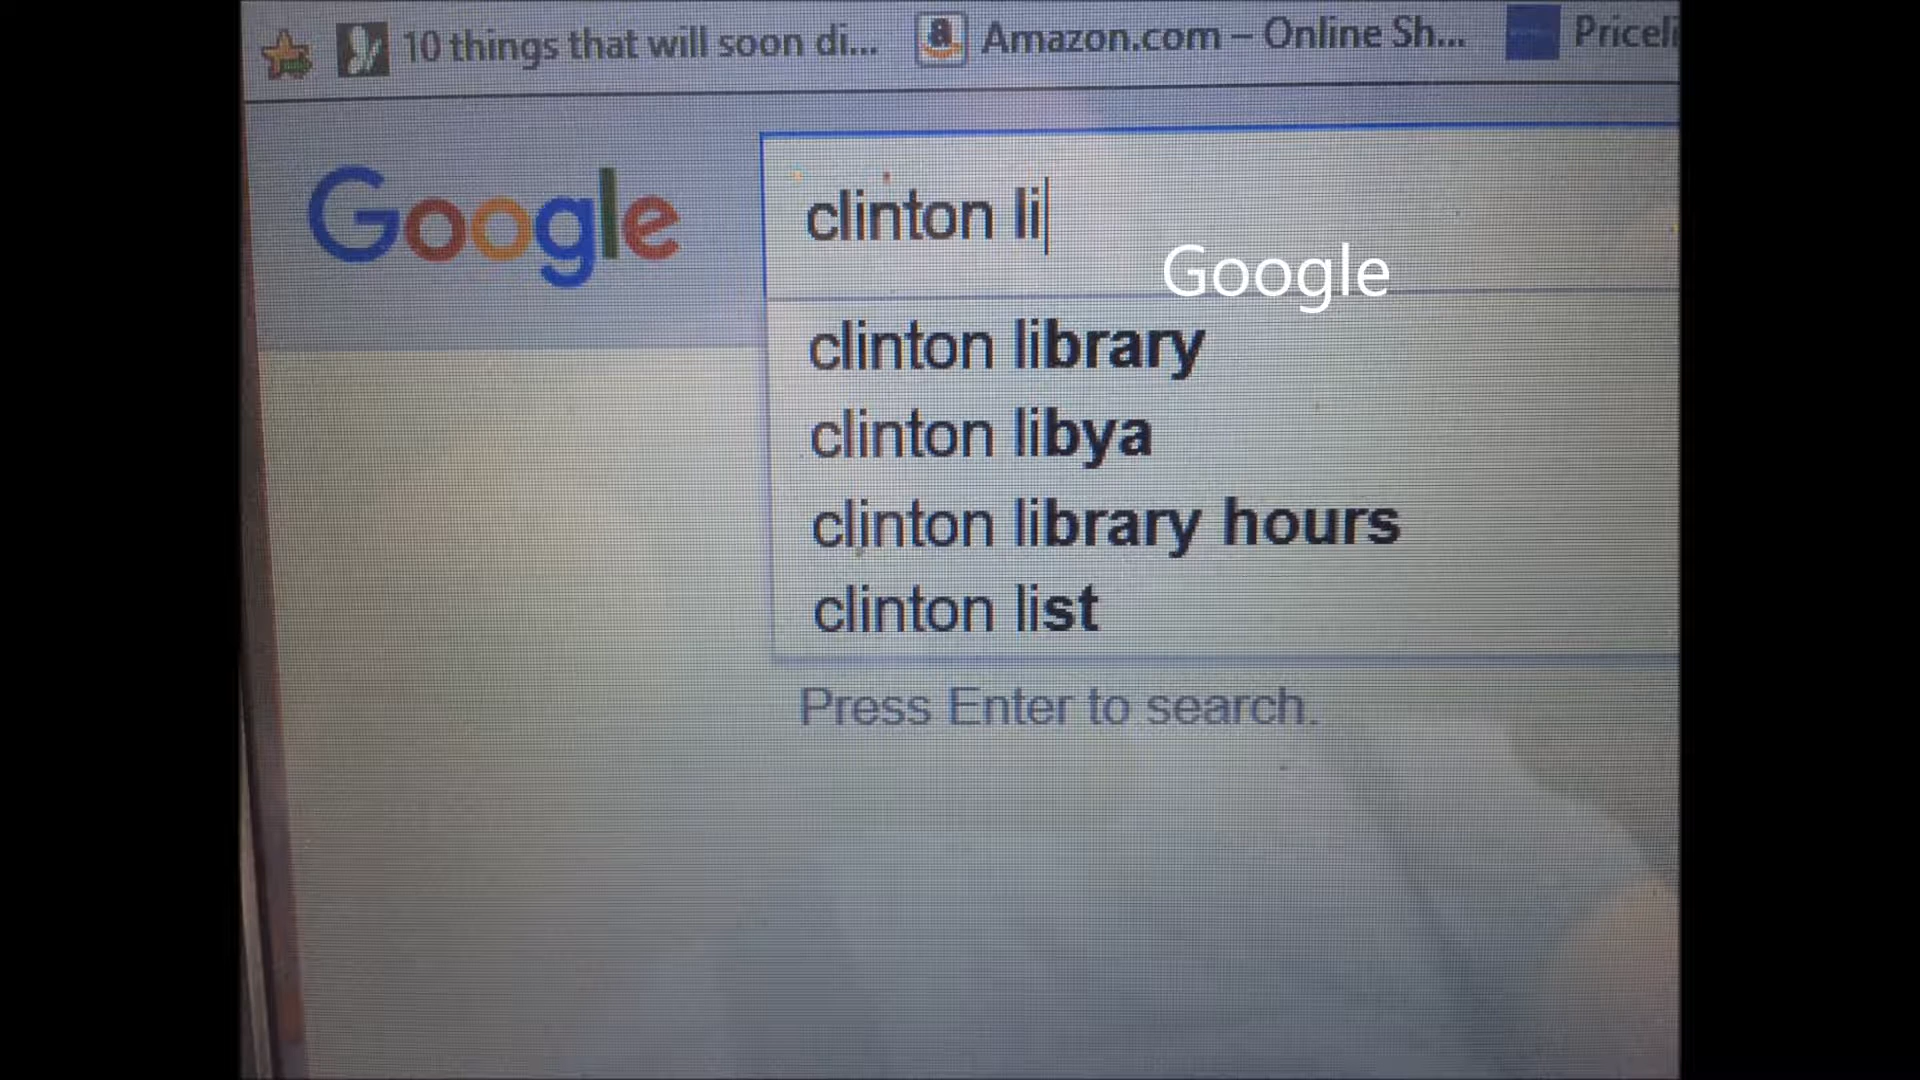 10 things that will soon di...
Amazon.com – Online Sh...
Priceli
Google
clinton li
Google
clinton library
clinton libya
clinton library hours
clinton list
Press Enter to search.